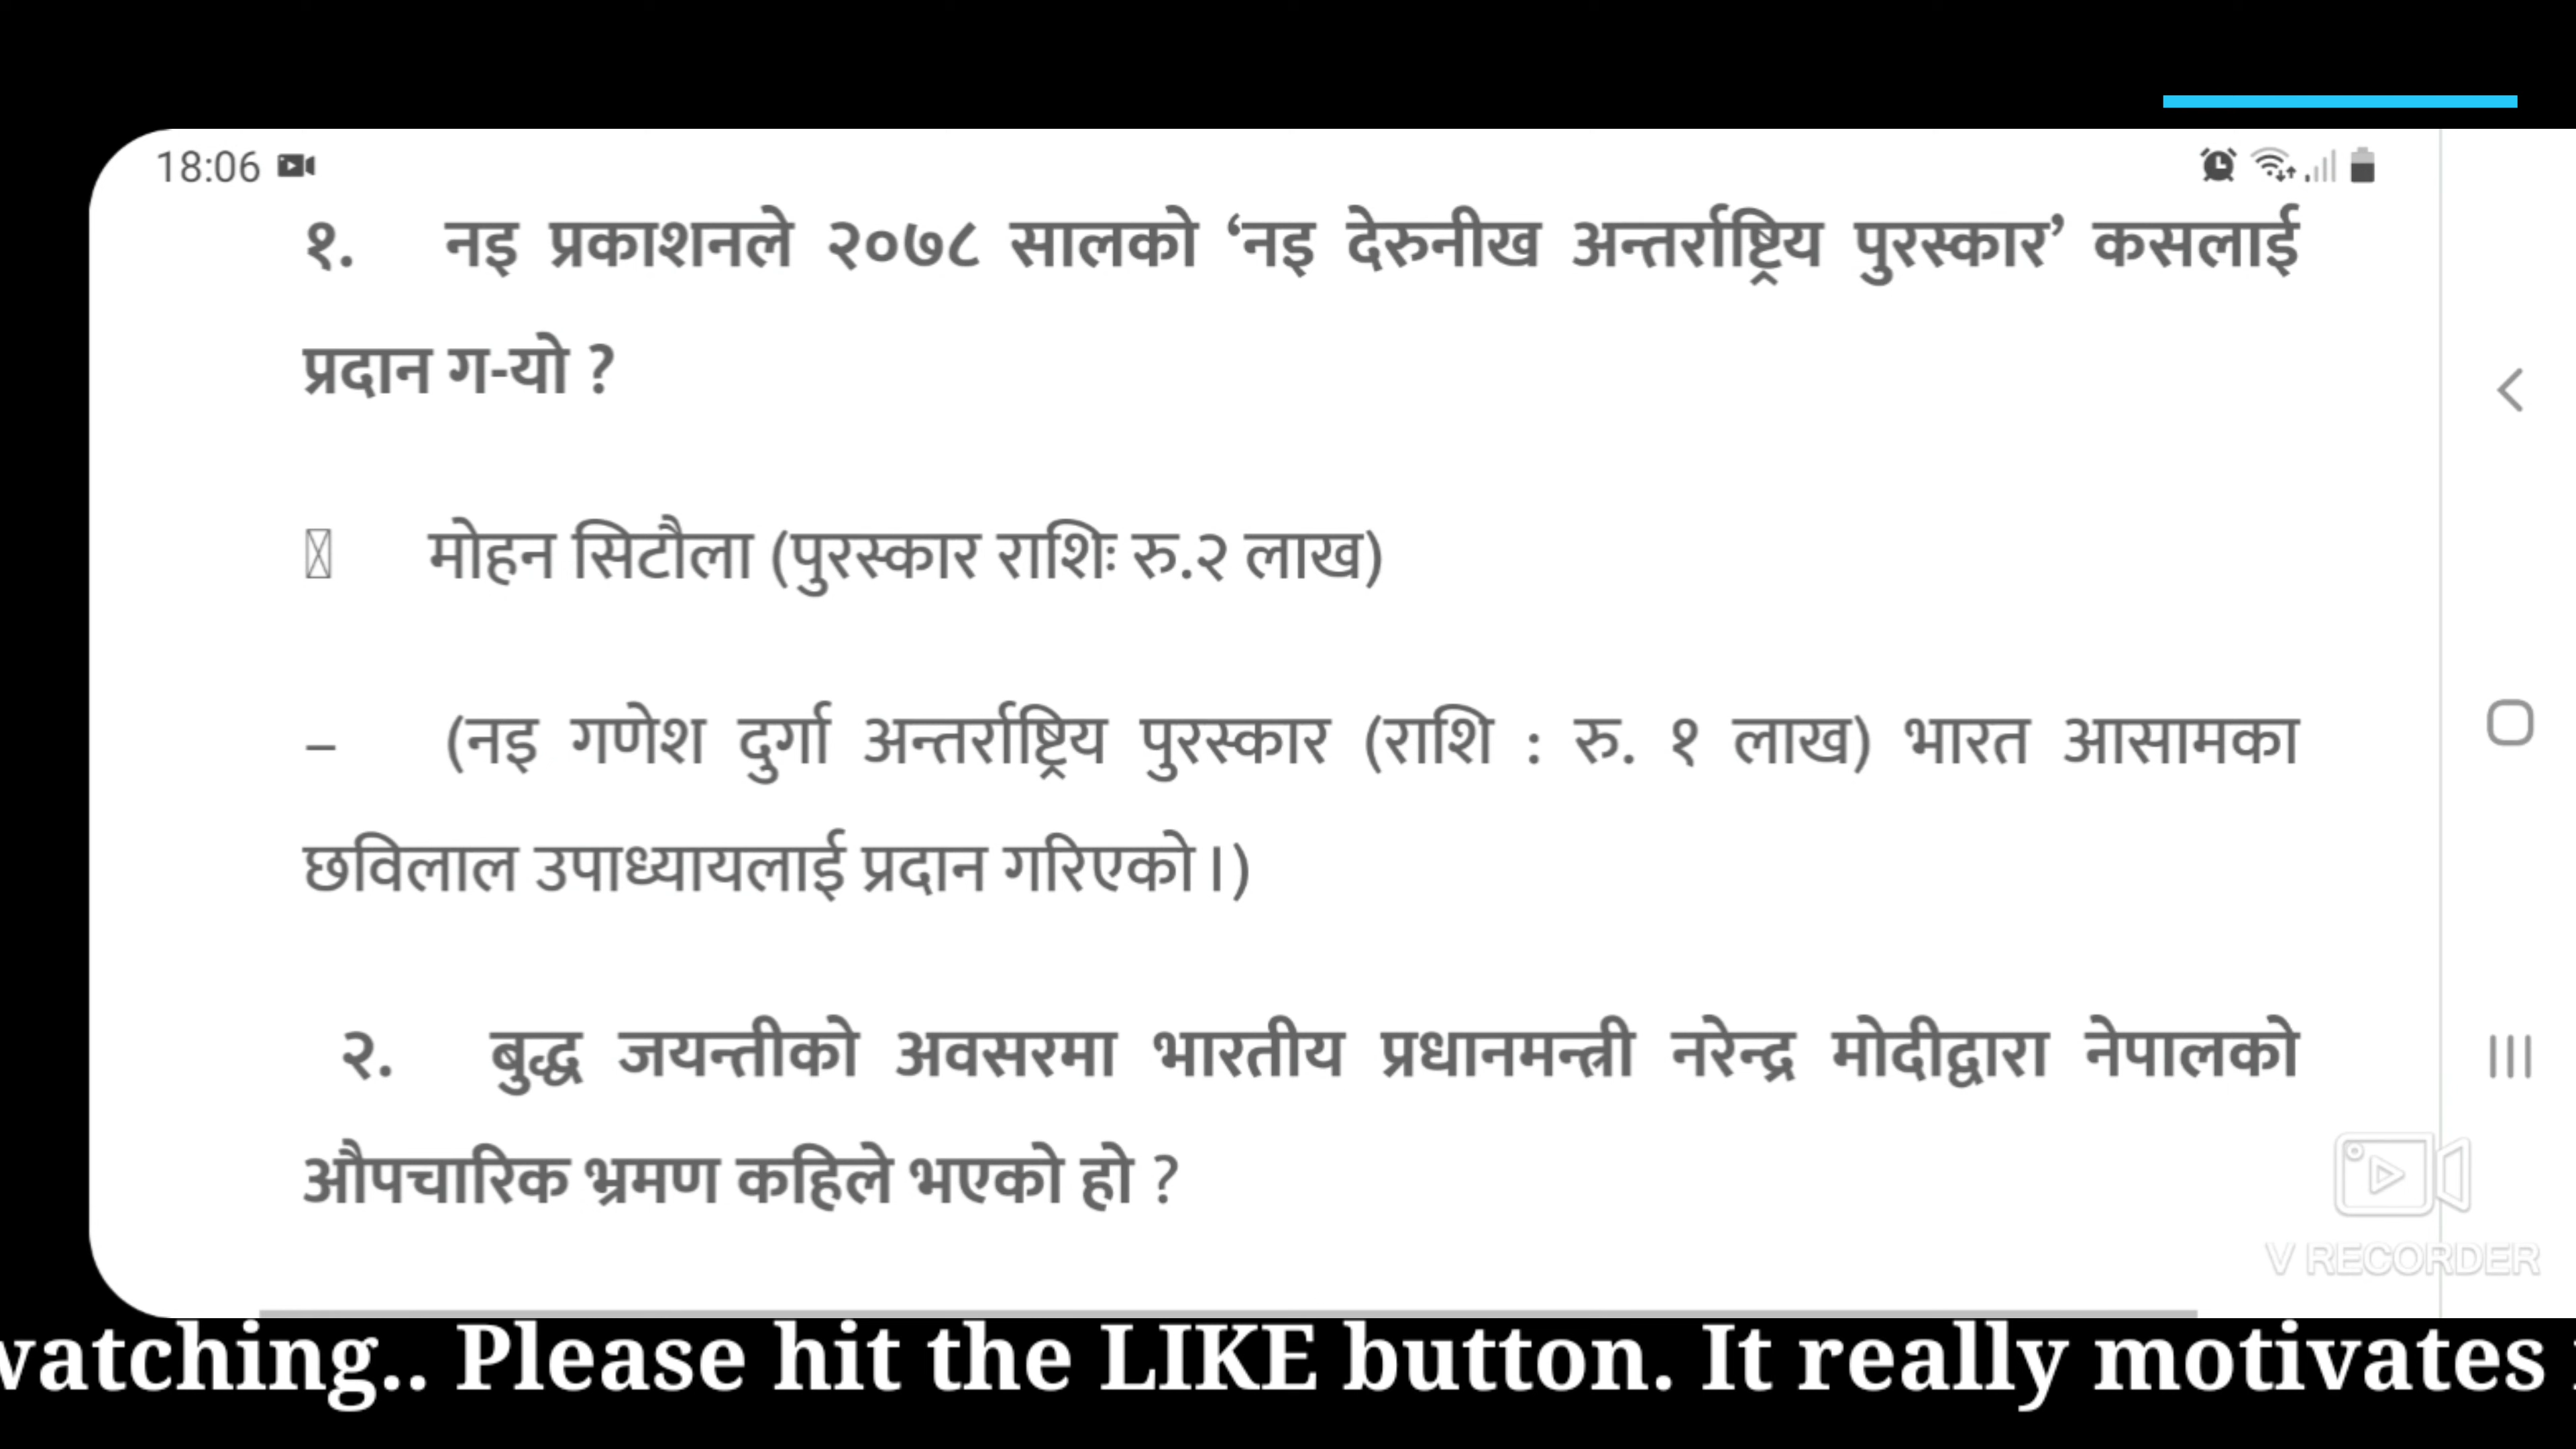 18:06
१. नइ प्रकाशनले २०७८ सालको ‘नइ देरुनीख अन्तर्राष्ट्रिय पुरस्कार’ कसलाई
प्रदान ग-यो ?
मोहन सिटौला (पुरस्कार राशिः रु.२ लाख)
– (नइ गणेश दुर्गा अन्तर्राष्ट्रिय पुरस्कार (राशि : रु. १ लाख) भारत आसामका
छविलाल उपाध्यायलाई प्रदान गरिएको।)
२. बुद्ध जयन्तीको अवसरमा भारतीय प्रधानमन्त्री नरेन्द्र मोदीद्वारा नेपालको
औपचारिक भ्रमण कहिले भएको हो ?
V RECORDER
watching.. Please hit the LIKE button. It really motivates